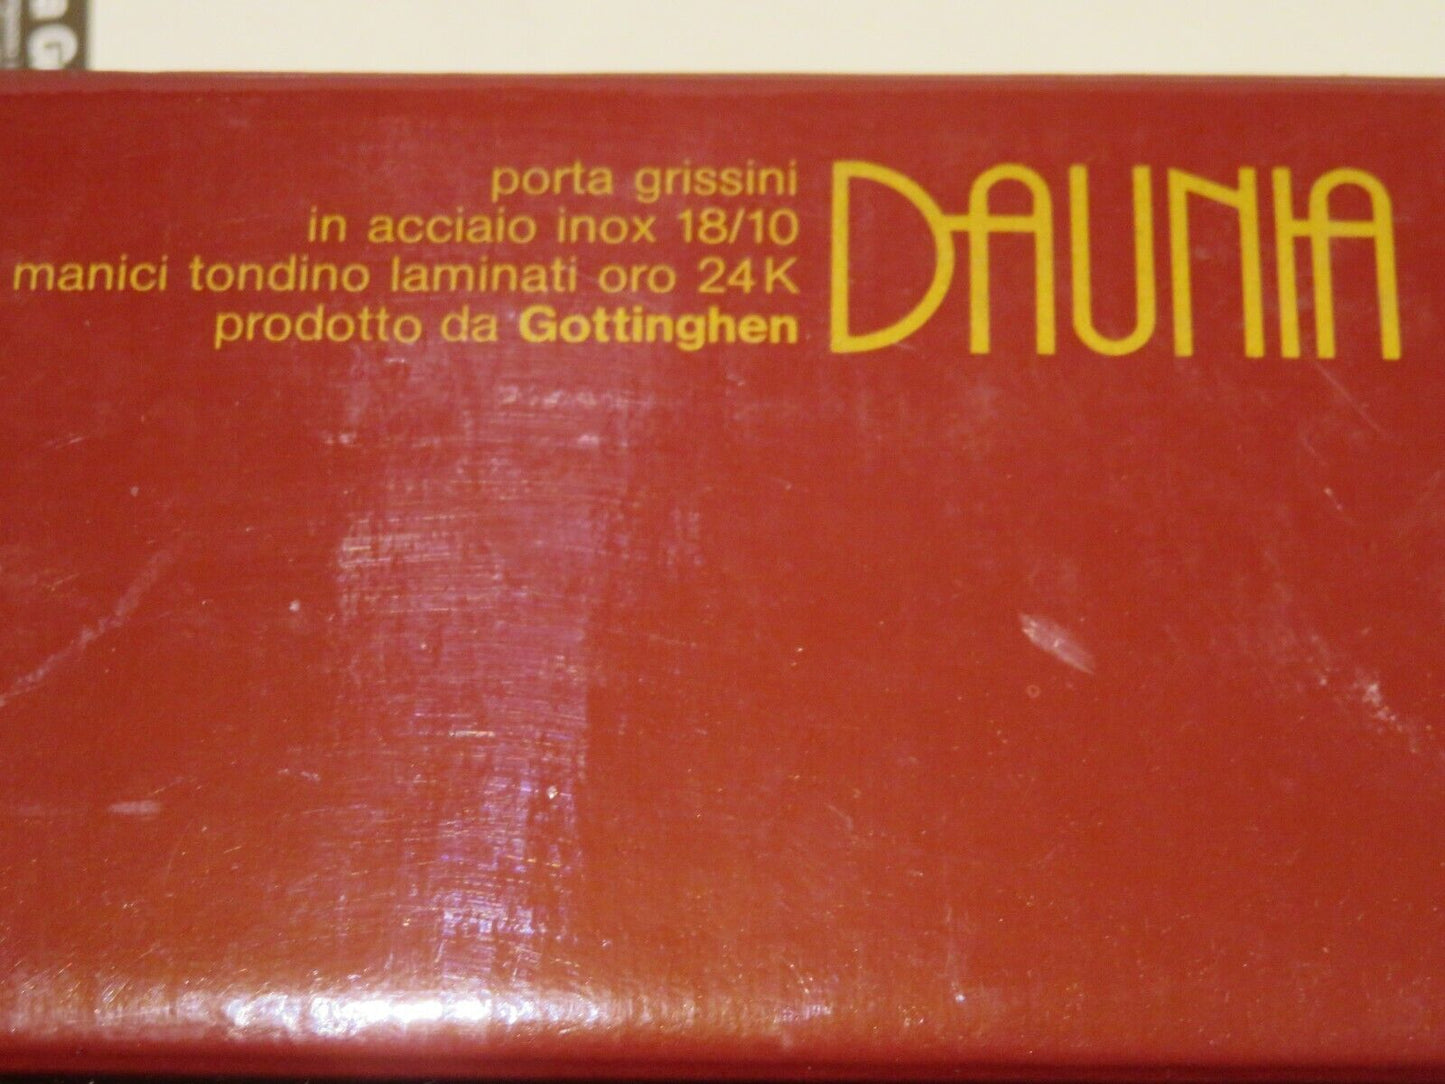 porta grissini
in acciaio inox 18/10
manici tondino laminati oro 24K
prodotto da Gottinghen
DAUNIA